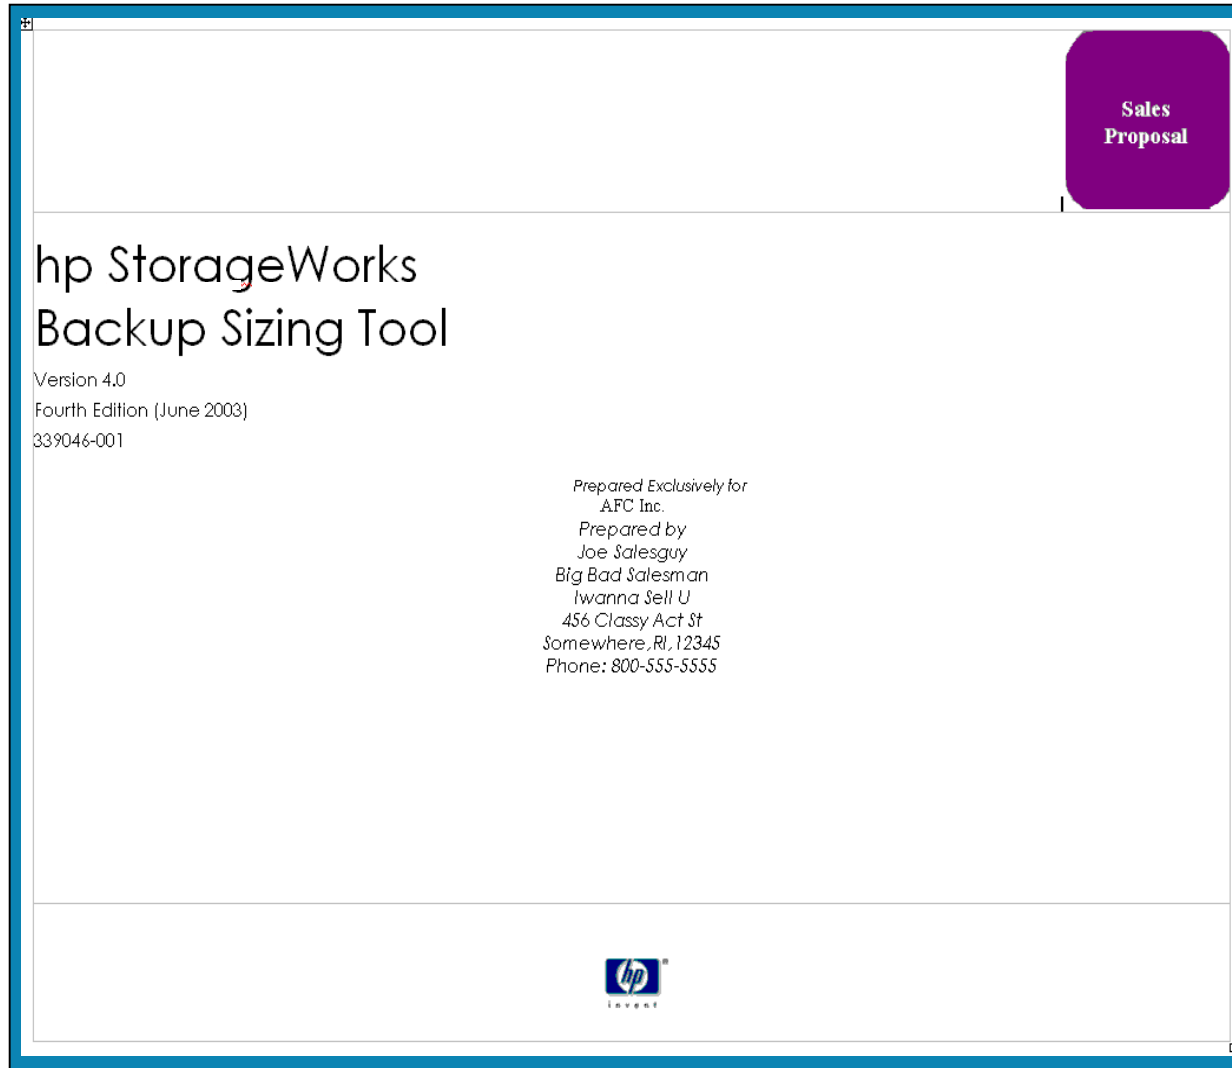 Sales
Proposal
hp StorageWorks
Backup Sizing Tool
Version 4.0
Fourth Edition (June 2003)
339046-001
Prepared Exclusively for
AFC Inc.
Prepared by
Joe Salesguy
Big Bad Salesman
Iwanna Sell U
456 Classy Act St
Somewhere,RI,12345
Phone: 800-555-5555
hp
®
invent